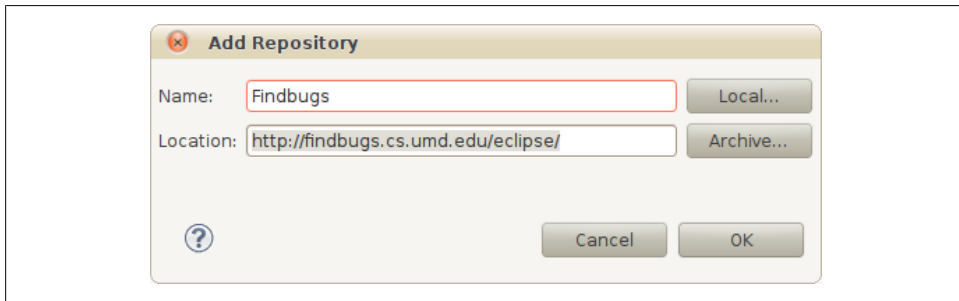 Add Repository
Name: Findbugs Local...
Location: http://findbugs.cs.umd.edu/eclipse/ Archive...
? Cancel OK